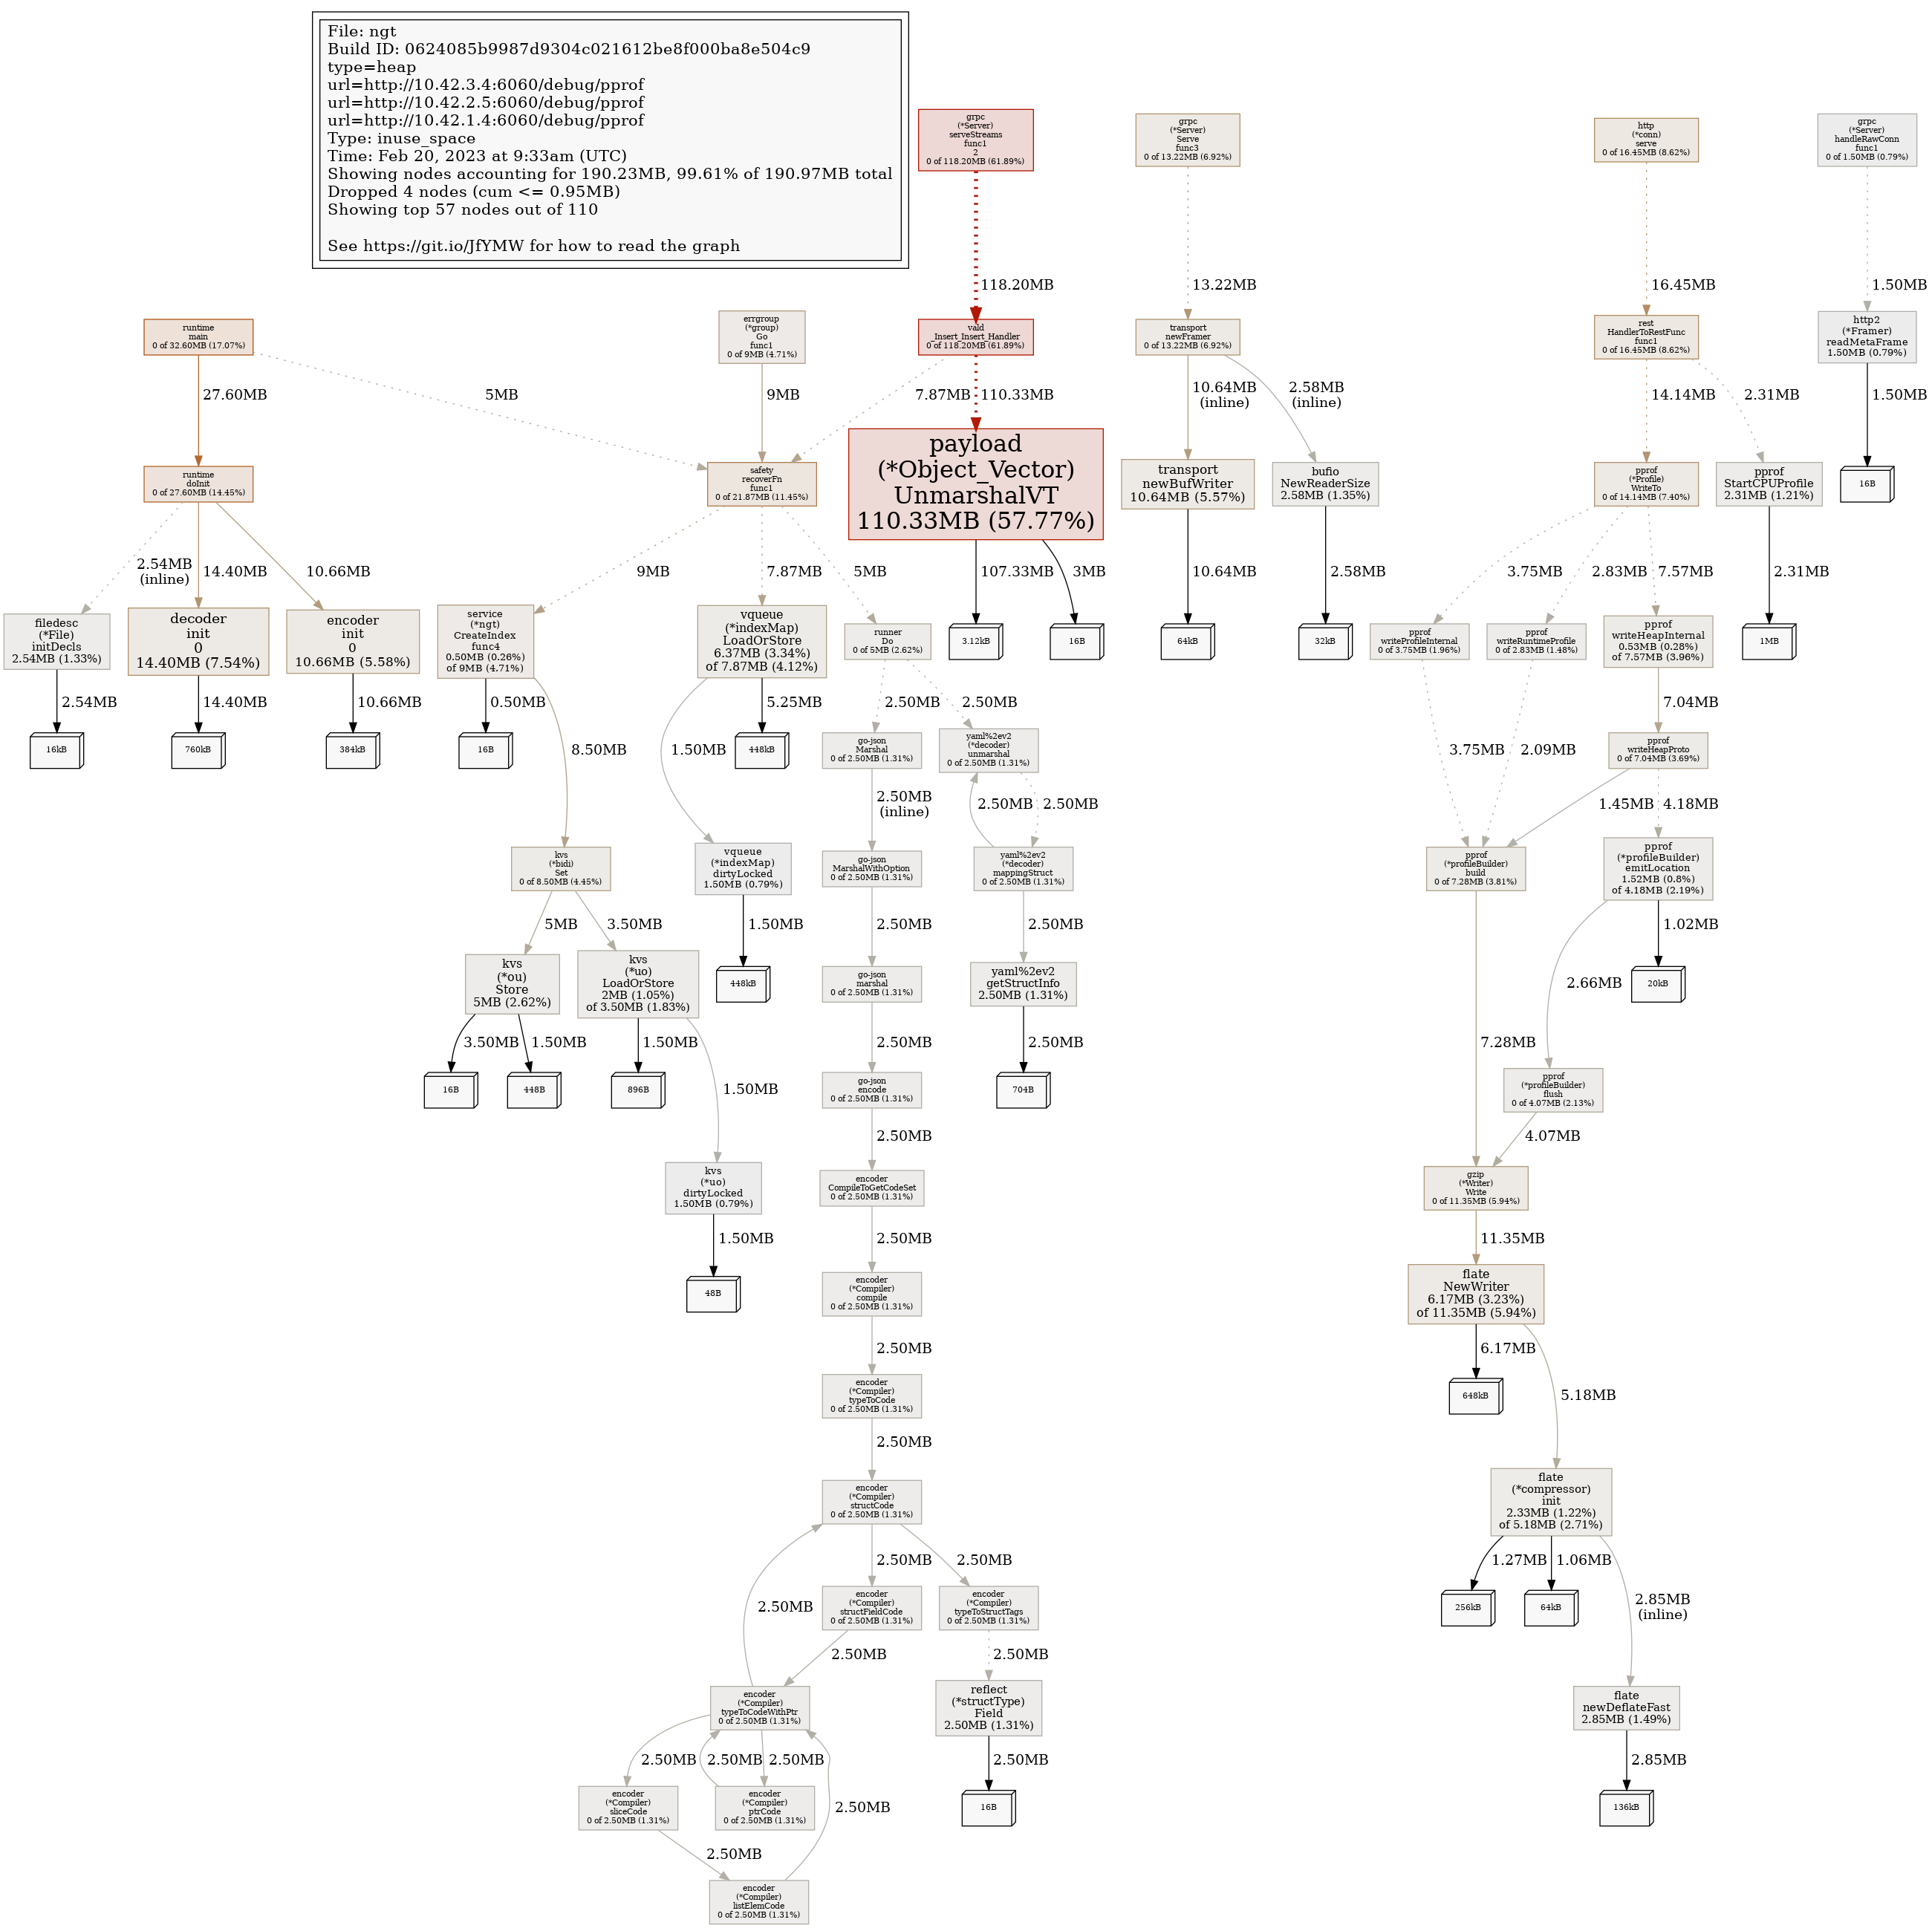 File: ngt
Build ID: 0624085b9987d9304c021612be8f000ba8e504c9
type=heap
url=http://10.42.3.4:6060/debug/pprof
url=http://10.42.2.5:6060/debug/pprof
url=http://10.42.1.4:6060/debug/pprof
Type: inuse_space
Time: Feb 20, 2023 at 9:33am (UTC)
Showing nodes accounting for 190.23MB, 99.61% of 190.97MB total
Dropped 4 nodes (cum <= 0.95MB)
Showing top 57 nodes out of 110
See https://git.io/JfYMW for how to read the graph
grpc
(*Server)
serveStreams
func1
2
0 of 118.20MB (61.89%)
grpc
(*Server)
Serve
func3
0 of 13.22MB (6.92%)
http
(*conn)
serve
0 of 16.45MB (8.62%)
grpc
(*Server)
handleRawConn
func1
0 of 1.50MB (0.79%)
118.20MB
13.22MB
16.45MB
1.50MB
runtime
main
0 of 32.60MB (17.07%)
errgroup
(*group)
Go
func1
0 of 9MB (4.71%)
vald
_Insert_Insert_Handler
0 of 118.20MB (61.89%)
transport
newFramer
0 of 13.22MB (6.92%)
rest
HandlerToRestFunc
func1
0 of 16.45MB (8.62%)
http2
(*Framer)
readMetaFrame
1.50MB (0.79%)
27.60MB
5MB
9MB
7.87MB
110.33MB
10.64MB
(inline)
2.58MB
(inline)
14.14MB
2.31MB
1.50MB
runtime
doInit
0 of 27.60MB (14.45%)
safety
recoverFn
func1
0 of 21.87MB (11.45%)
payload
(*Object_Vector)
UnmarshalVT
110.33MB (57.77%)
transport
newBufWriter
10.64MB (5.57%)
bufio
NewReaderSize
2.58MB (1.35%)
pprof
(*Profile)
WriteTo
0 of 14.14MB (7.40%)
pprof
StartCPUProfile
2.31MB (1.21%)
16B
2.54MB
(inline)
14.40MB
10.66MB
9MB
7.87MB
5MB
107.33MB
3MB
10.64MB
2.58MB
3.75MB
2.83MB
7.57MB
2.31MB
filedesc
(*File)
initDecls
2.54MB (1.33%)
decoder
init
0
14.40MB (7.54%)
encoder
init
0
10.66MB (5.58%)
service
(*ngt)
CreateIndex
func4
0.50MB (0.26%)
of 9MB (4.71%)
vqueue
(*indexMap)
LoadOrStore
6.37MB (3.34%)
of 7.87MB (4.12%)
runner
Do
0 of 5MB (2.62%)
3.12kB
16B
64kB
32kB
pprof
writeProfileInternal
0 of 3.75MB (1.96%)
pprof
writeRuntimeProfile
0 of 2.83MB (1.48%)
pprof
writeHeapInternal
0.53MB (0.28%)
of 7.57MB (3.96%)
1MB
2.54MB
14.40MB
10.66MB
0.50MB
8.50MB
1.50MB
5.25MB
2.50MB
2.50MB
3.75MB
2.09MB
7.04MB
16kB
760kB
384kB
16B
448kB
go-json
Marshal
0 of 2.50MB (1.31%)
yaml%2ev2
(*decoder)
unmarshal
0 of 2.50MB (1.31%)
pprof
writeHeapProto
0 of 7.04MB (3.69%)
2.50MB
(inline)
2.50MB
2.50MB
1.45MB
4.18MB
kvs
(*bidi)
Set
0 of 8.50MB (4.45%)
vqueue
(*indexMap)
dirtyLocked
1.50MB (0.79%)
go-json
MarshalWithOption
0 of 2.50MB (1.31%)
yaml%2ev2
(*decoder)
mappingStruct
0 of 2.50MB (1.31%)
pprof
(*profileBuilder)
build
0 of 7.28MB (3.81%)
pprof
(*profileBuilder)
emitLocation
1.52MB (0.8%)
of 4.18MB (2.19%)
5MB
3.50MB
1.50MB
2.50MB
2.50MB
7.28MB
2.66MB
1.02MB
kvs
(*ou)
Store
5MB (2.62%)
kvs
(*uo)
LoadOrStore
2MB (1.05%)
of 3.50MB (1.83%)
448kB
go-json
marshal
0 of 2.50MB (1.31%)
yaml%2ev2
getStructInfo
2.50MB (1.31%)
20kB
3.50MB
1.50MB
1.50MB
1.50MB
2.50MB
2.50MB
16B
448B
896B
go-json
encode
0 of 2.50MB (1.31%)
704B
pprof
(*profileBuilder)
flush
0 of 4.07MB (2.13%)
2.50MB
4.07MB
kvs
(*uo)
dirtyLocked
1.50MB (0.79%)
encoder
CompileToGetCodeSet
0 of 2.50MB (1.31%)
gzip
(*Writer)
Write
0 of 11.35MB (5.94%)
1.50MB
2.50MB
11.35MB
48B
encoder
(*Compiler)
compile
0 of 2.50MB (1.31%)
flate
NewWriter
6.17MB (3.23%)
of 11.35MB (5.94%)
2.50MB
6.17MB
5.18MB
encoder
(*Compiler)
typeToCode
0 of 2.50MB (1.31%)
648kB
2.50MB
encoder
(*Compiler)
structCode
0 of 2.50MB (1.31%)
flate
(*compressor)
init
2.33MB (1.22%)
of 5.18MB (2.71%)
2.50MB
2.50MB
2.50MB
1.27MB
1.06MB
2.85MB
(inline)
encoder
(*Compiler)
structFieldCode
0 of 2.50MB (1.31%)
encoder
(*Compiler)
typeToStructTags
0 of 2.50MB (1.31%)
256kB
64kB
2.50MB
2.50MB
encoder
(*Compiler)
typeToCodeWithPtr
0 of 2.50MB (1.31%)
reflect
(*structType)
Field
2.50MB (1.31%)
flate
newDeflateFast
2.85MB (1.49%)
2.50MB
2.50MB
2.50MB
2.50MB
2.50MB
2.85MB
encoder
(*Compiler)
sliceCode
0 of 2.50MB (1.31%)
encoder
(*Compiler)
ptrCode
0 of 2.50MB (1.31%)
16B
136kB
2.50MB
encoder
(*Compiler)
listElemCode
0 of 2.50MB (1.31%)